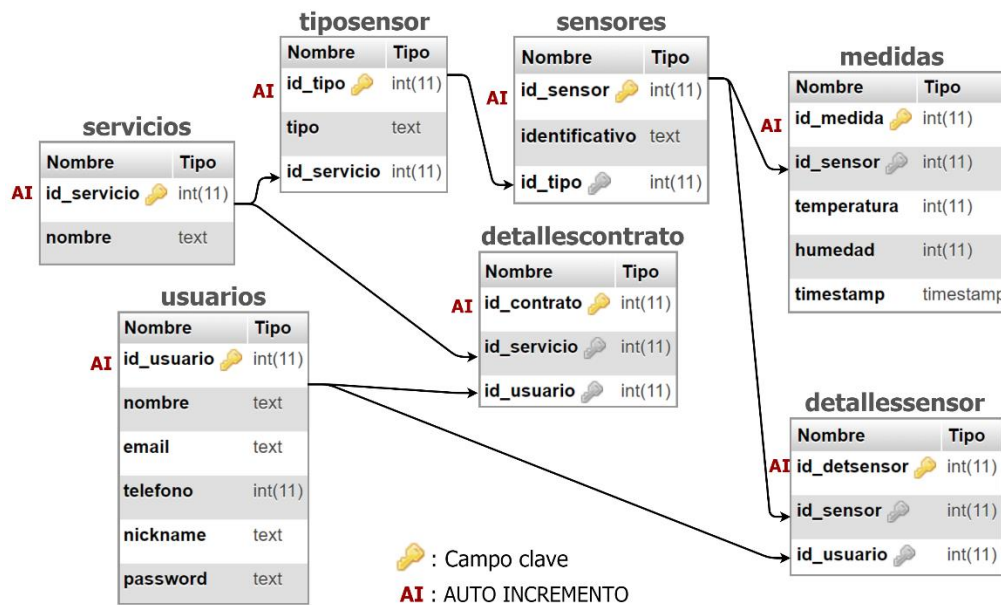 tiposensor
Nombre Tipo
AI id_tipo int(11)
tipo text
id_servicio int(11)
sensores
Nombre Tipo
AI id_sensor int(11)
identificativo text
id_tipo int(11)
medidas
Nombre Tipo
AI id_medida int(11)
id_sensor int(11)
temperatura int(11)
humedad int(11)
timestamp timestamp
servicios
Nombre Tipo
AI id_servicio int(11)
nombre text
detallescontrato
Nombre Tipo
AI id_contrato int(11)
id_servicio int(11)
id_usuario int(11)
usuarios
Nombre Tipo
AI id_usuario int(11)
nombre text
email text
telefono int(11)
nickname text
password text
detallessensor
Nombre Tipo
AI id_detsensor int(11)
id_sensor int(11)
id_usuario int(11)
: Campo clave
AI : AUTO INCREMENTO